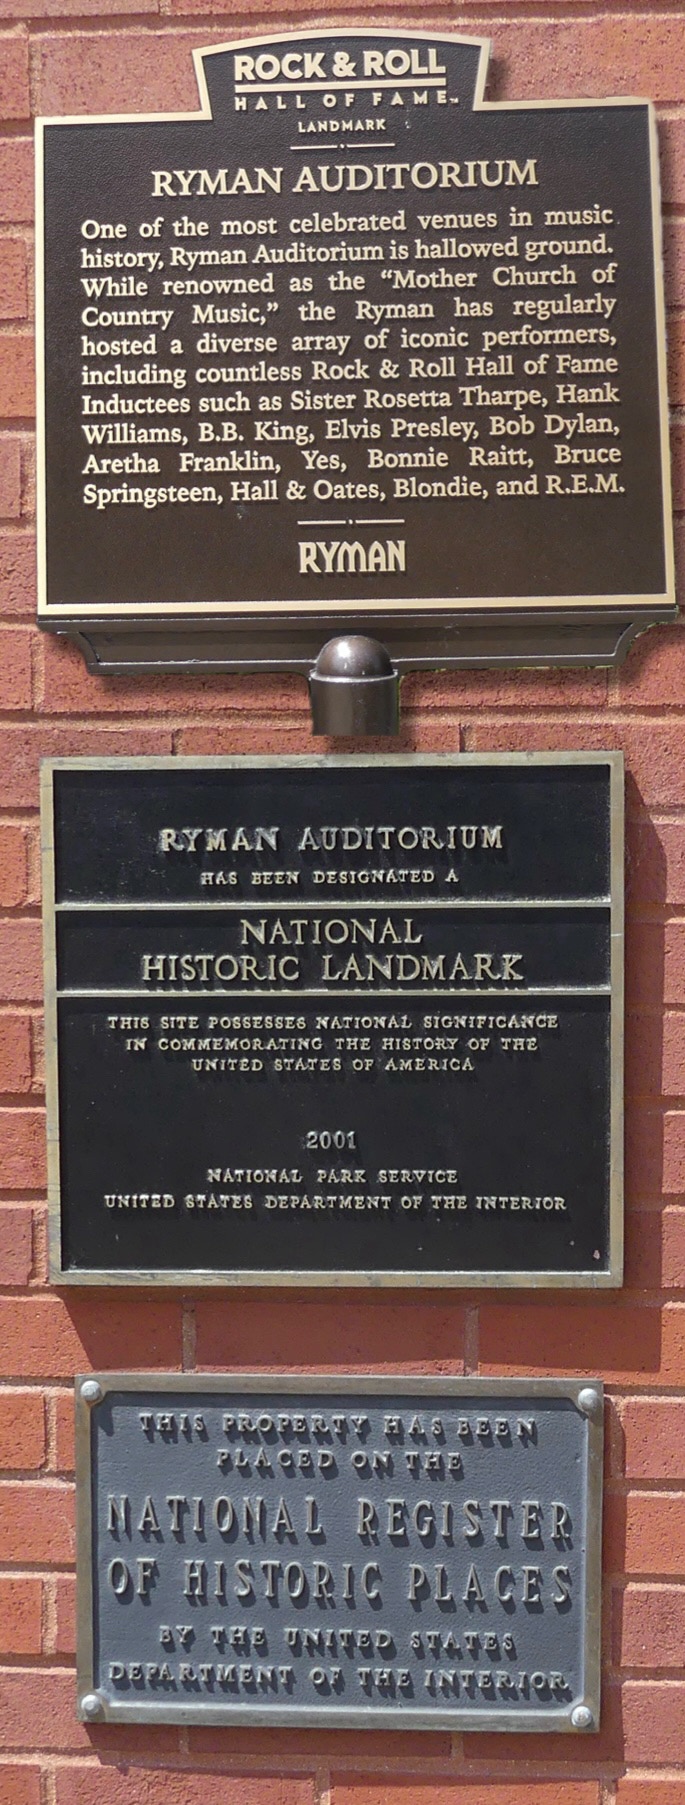 ROCK & ROLL
HALL OF FAME™
LANDMARK
RYMAN AUDITORIUM
One of the most celebrated venues in music
history, Ryman Auditorium is hallowed ground.
While renowned as the “Mother Church of
Country Music,” the Ryman has regularly
hosted a diverse array of iconic performers,
including countless Rock & Roll Hall of Fame
Inductees such as Sister Rosetta Tharpe, Hank
Williams, B.B. King, Elvis Presley, Bob Dylan,
Aretha Franklin, Yes, Bonnie Raitt, Bruce
Springsteen, Hall & Oates, Blondie, and R.E.M.
RYMAN
RYMAN AUDITORIUM
HAS BEEN DESIGNATED A
NATIONAL
HISTORIC LANDMARK
THIS SITE POSSESSES NATIONAL SIGNIFICANCE
IN COMMEMORATING THE HISTORY OF THE
UNITED STATES OF AMERICA
2001
NATIONAL PARK SERVICE
UNITED STATES DEPARTMENT OF THE INTERIOR
THIS PROPERTY HAS BEEN
PLACED ON THE
NATIONAL REGISTER
OF HISTORIC PLACES
BY THE UNITED STATES
DEPARTMENT OF THE INTERIOR